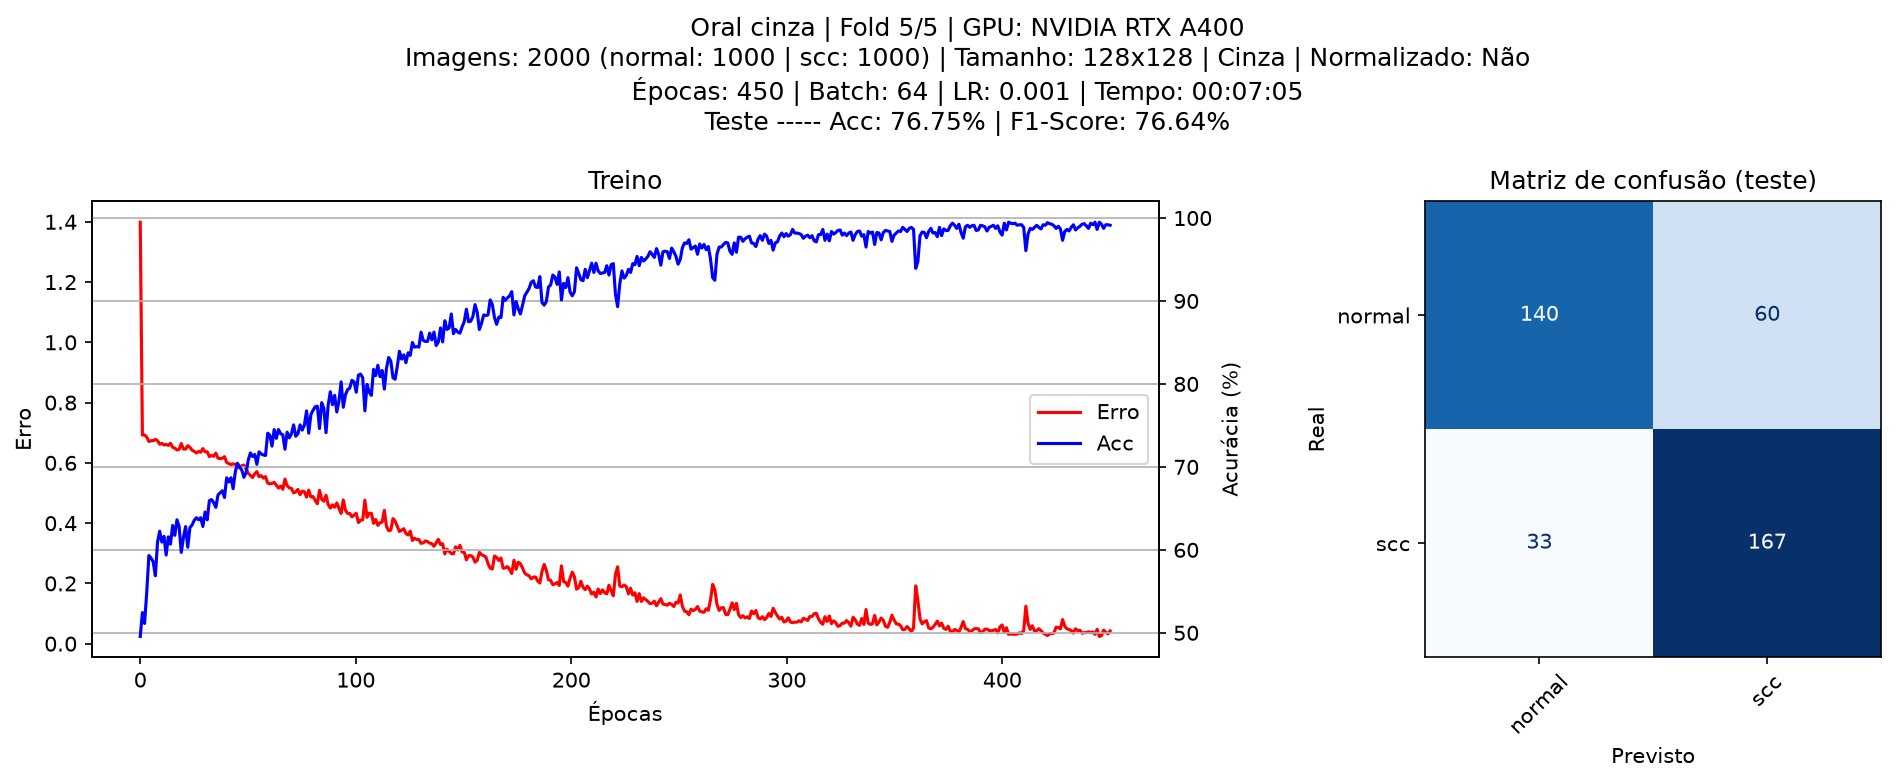 Oral cinza | Fold 5/5 | GPU: NVIDIA RTX A400
Imagens: 2000 (normal: 1000 | scc: 1000) | Tamanho: 128x128 | Cinza | Normalizado: Não
Épocas: 450 | Batch: 64 | LR: 0.001 | Tempo: 00:07:05
Teste ----- Acc: 76.75% | F1-Score: 76.64%
Treino
1.4
1.2
1.0
0.8
0.6
0.4
0.2
0.0
Erro
0
100
200
300
400
Épocas
100
90
80
70
60
50
Acurácia (%)
Erro
Acc
Matriz de confusão (teste)
Real
normal
140
60
scc
33
167
normal
scc
Previsto